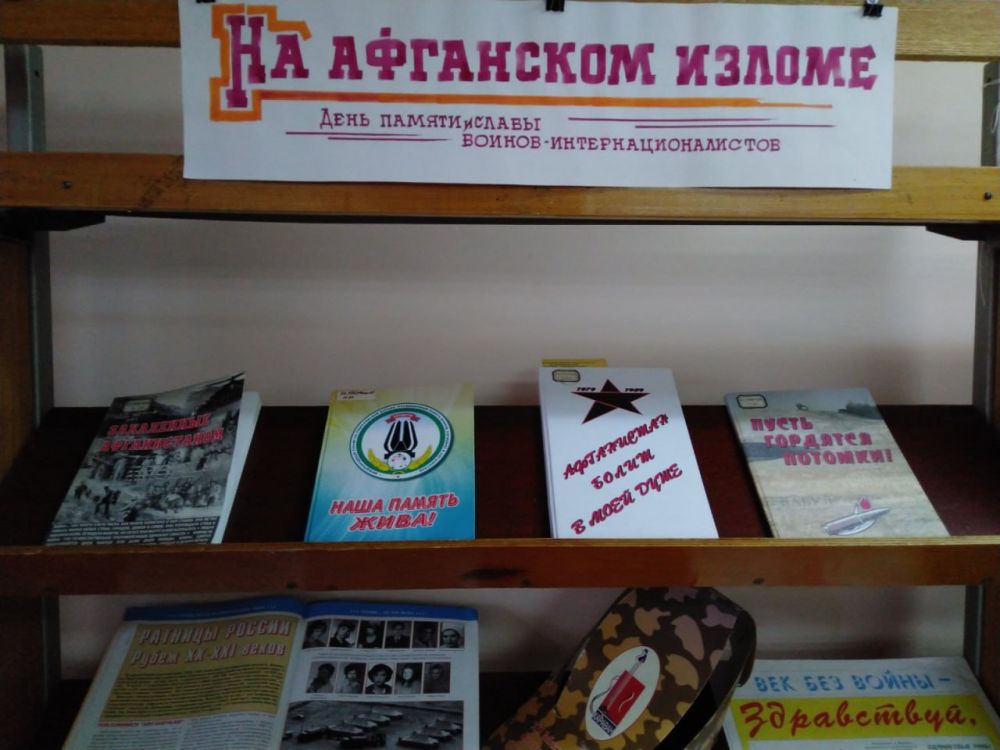 На афганском изломе
День памяти и славы
воинов-интернационалистов
ЗАКАЛЕННЫЕ
АФГАНИСТАНОМ
НАША ПАМЯТЬ
ЖИВА!
1979 1989
АФГАНИСТАН
БОЛИТ
В МОЕЙ ДУШЕ
ПУСТЬ
ГОРДЯТСЯ
ПОТОМКИ!
РАТНИЦЫ РОССИИ
Рубеж XX-XXI веков
ВЕК БЕЗ ВОЙНЫ –
Здравствуй,